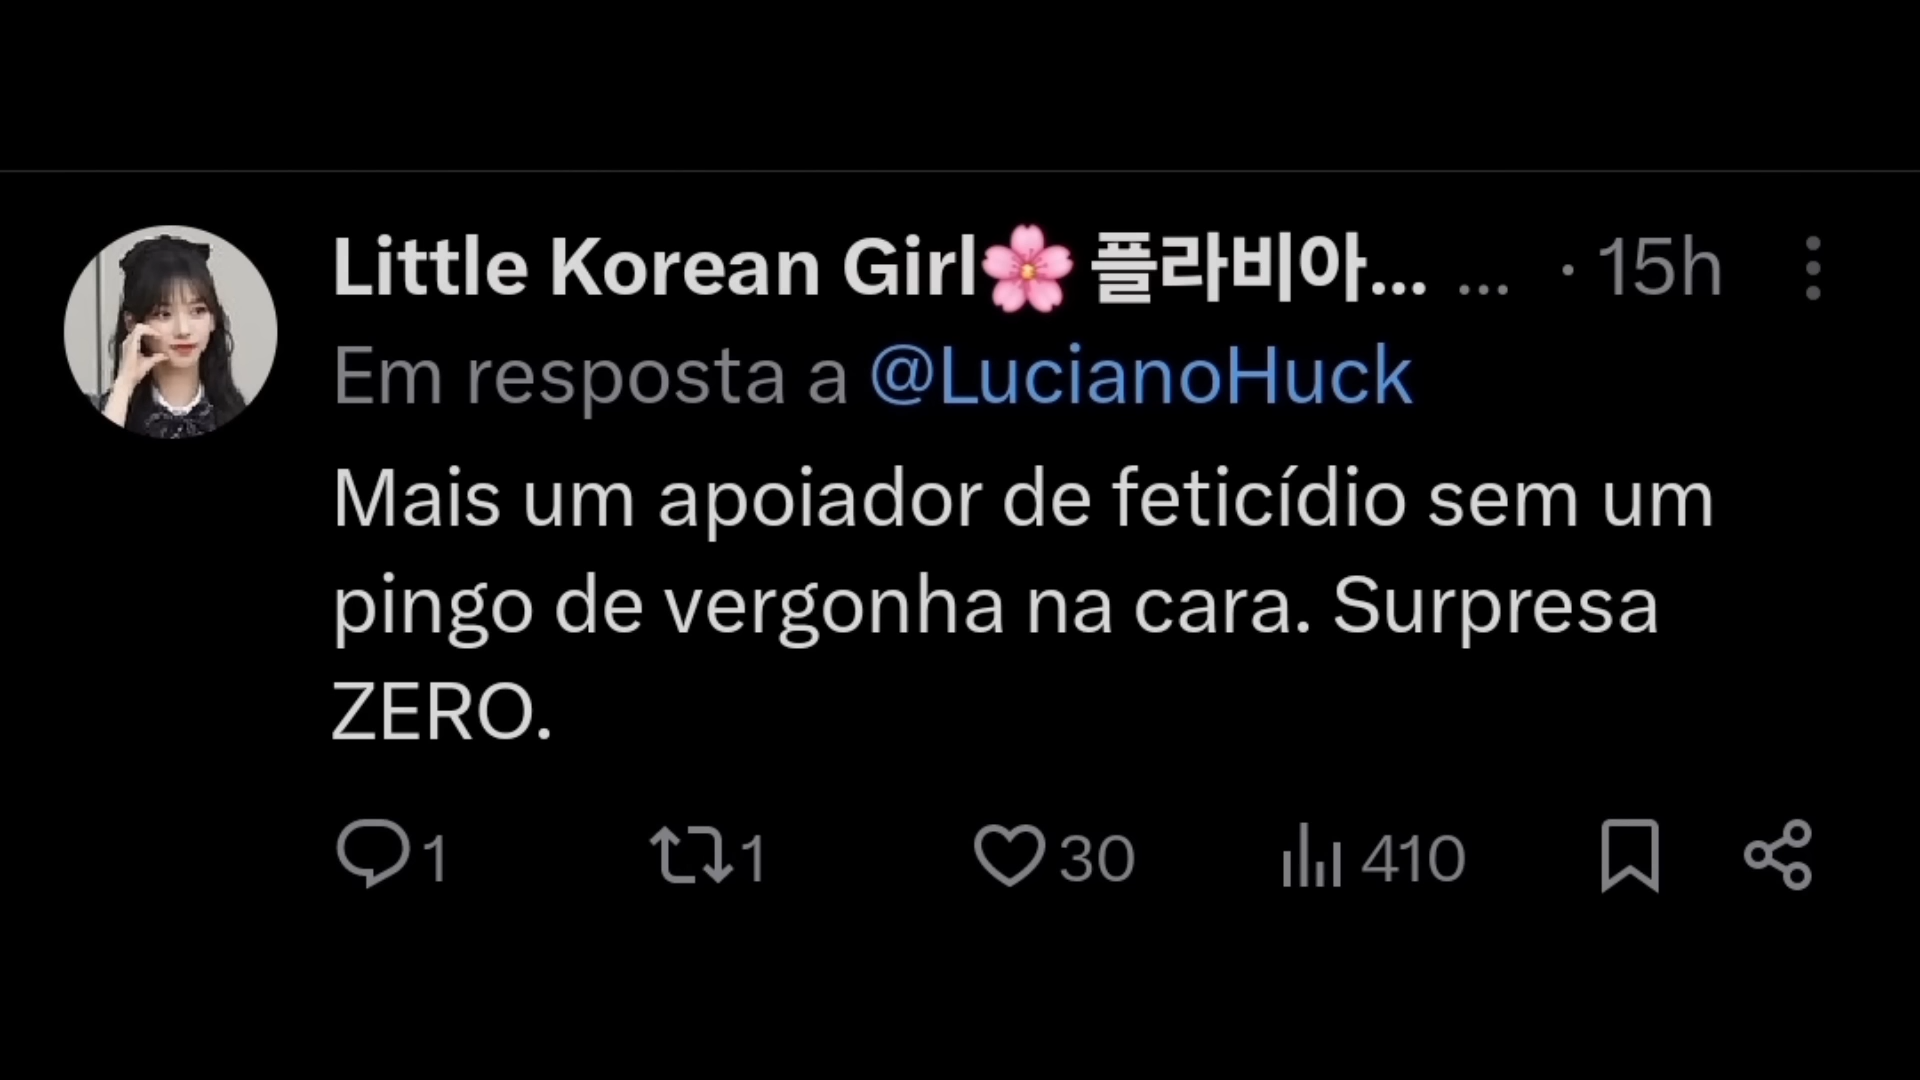 Little Korean Girl🌸 플라비아... ... · 15h
Em resposta a @LucianoHuck
Mais um apoiador de feticídio sem um
pingo de vergonha na cara. Surpresa
ZERO.
1 1 30 410